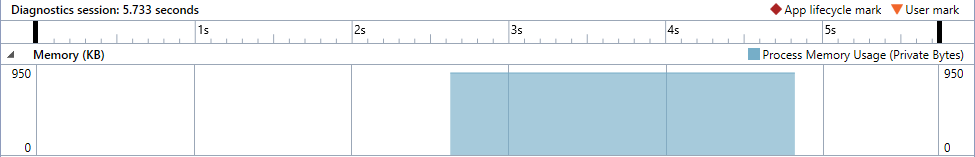 Diagnostics session: 5.733 seconds
App lifecycle mark
User mark
1s
2s
3s
4s
5s
Memory (KB)
Process Memory Usage (Private Bytes)
950
950
0
0